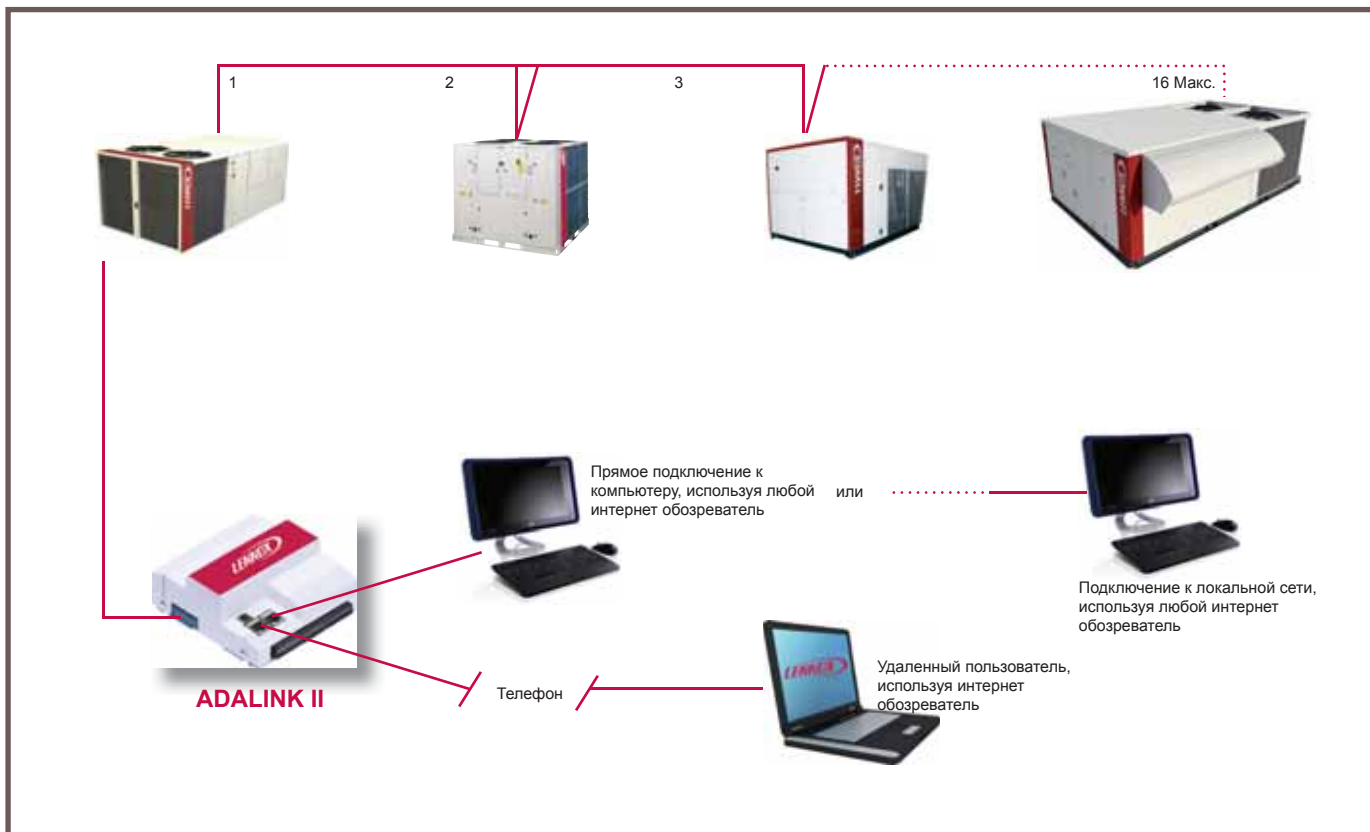 1
2
3
16 Макс.
Прямое подключение к
компьютеру, используя любой
интернет обозреватель
или
Подключение к локальной сети,
используя любой интернет
обозреватель
LENNOX
ADALINK II
Телефон
LENNOX
Удаленный пользователь,
используя интернет
обозреватель